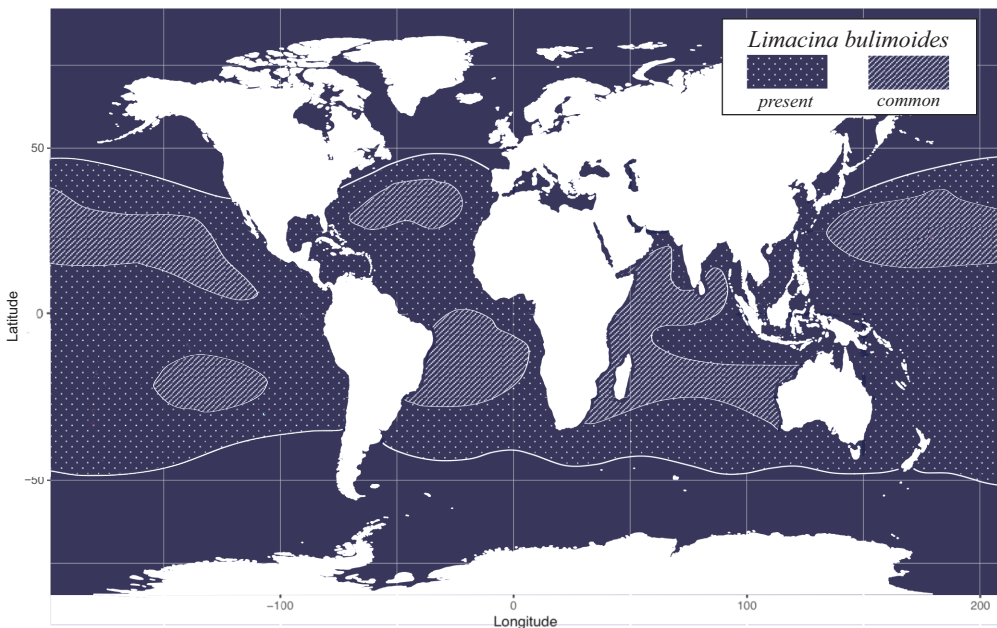 Limacina bulimoides
present common
50
Latitude
0
−50
−100 0 100 200
Longitude